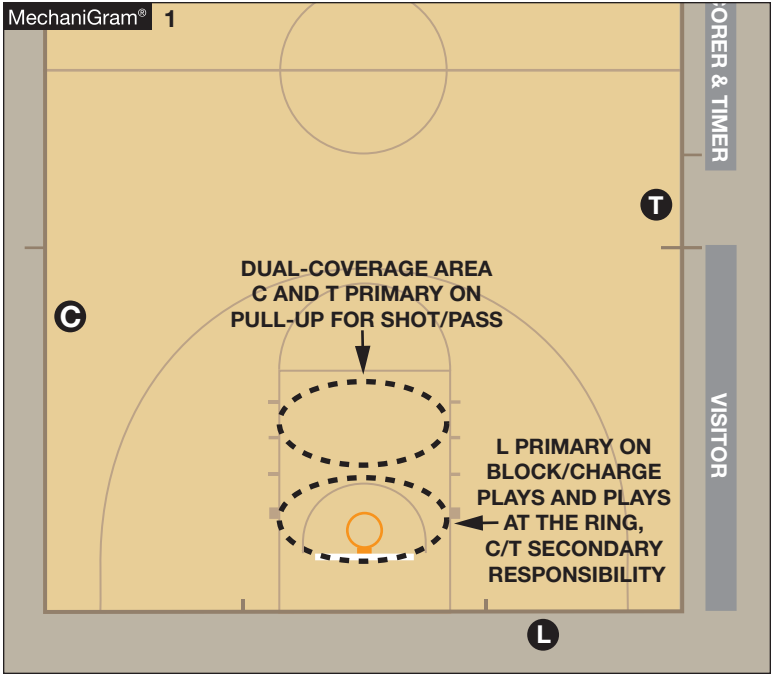 MechaniGram® 1
ORER & TIMER
T
DUAL-COVERAGE AREA
C AND T PRIMARY ON
PULL-UP FOR SHOT/PASS
C
VISITOR
L PRIMARY ON
BLOCK/CHARGE
PLAYS AND PLAYS
AT THE RING,
C/T SECONDARY
RESPONSIBILITY
L